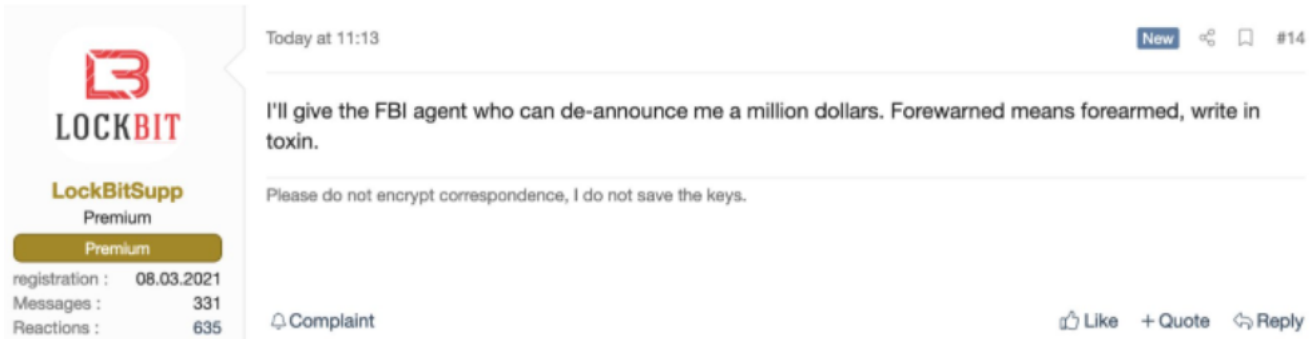 Today at 11:13
New
#14
I'll give the FBI agent who can de-announce me a million dollars. Forewarned means forearmed, write in
toxin.
Please do not encrypt correspondence, I do not save the keys.
LOCKBIT
LockBitSupp
Premium
Premium
registration : 08.03.2021
Messages : 331
Reactions : 635
Complaint
Like
+ Quote
Reply